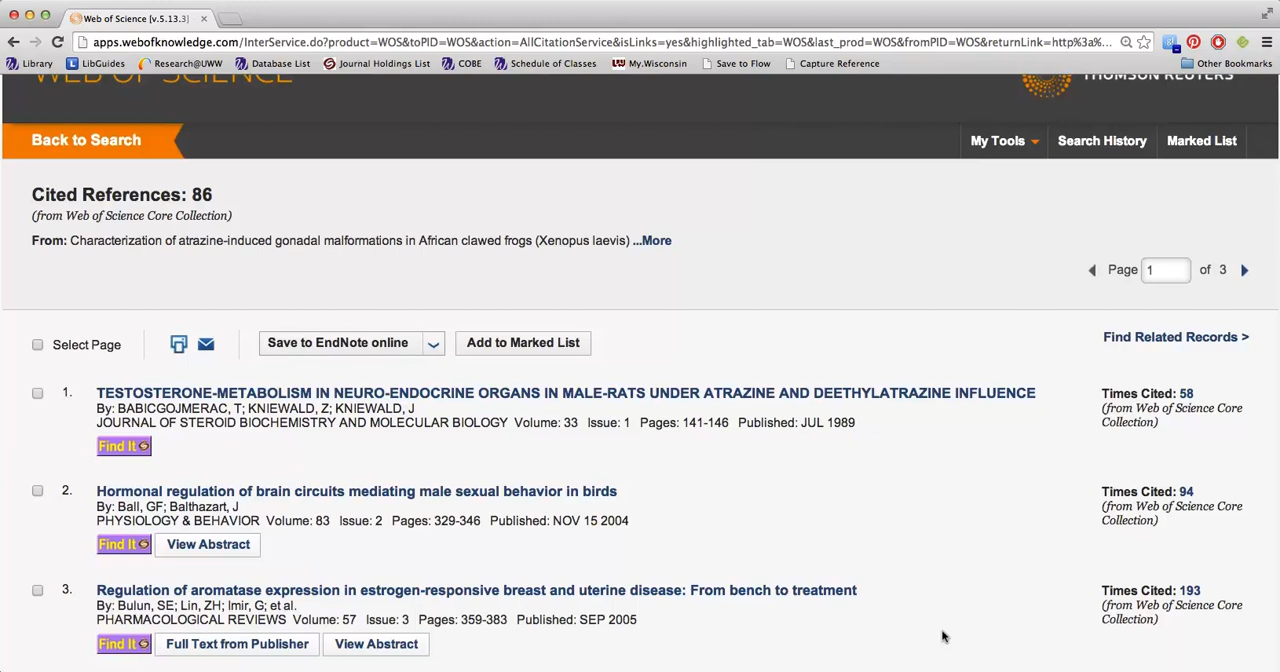 Web of Science [v.5.13.3]
apps.webofknowledge.com/InterService.do?product=WOS&toPID=WOS&action=AllCitationService&isLinks=yes&highlighted_tab=WOS&last_prod=WOS&fromPID=WOS&returnLink=http%3a%...
Library LibGuides Research@UWW Database List Journal Holdings List COBE Schedule of Classes My.Wisconsin Save to Flow Capture Reference Other Bookmarks
WEB OF SCIENCE THOMSON REUTERS
Back to Search My Tools Search History Marked List
Cited References: 86
(from Web of Science Core Collection)
From: Characterization of atrazine-induced gonadal malformations in African clawed frogs (Xenopus laevis) ...More
Page 1 of 3
Select Page Save to EndNote online Add to Marked List Find Related Records >
1. TESTOSTERONE-METABOLISM IN NEURO-ENDOCRINE ORGANS IN MALE-RATS UNDER ATRAZINE AND DEETHYLATRAZINE INFLUENCE Times Cited: 58
By: BABICGOJMERAC, T; KNIEWALD, Z; KNIEWALD, J (from Web of Science Core
JOURNAL OF STEROID BIOCHEMISTRY AND MOLECULAR BIOLOGY Volume: 33 Issue: 1 Pages: 141-146 Published: JUL 1989 Collection)
Find It
2. Hormonal regulation of brain circuits mediating male sexual behavior in birds Times Cited: 94
By: Ball, GF; Balthazart, J (from Web of Science Core
PHYSIOLOGY & BEHAVIOR Volume: 83 Issue: 2 Pages: 329-346 Published: NOV 15 2004 Collection)
Find It View Abstract
3. Regulation of aromatase expression in estrogen-responsive breast and uterine disease: From bench to treatment Times Cited: 193
By: Bulun, SE; Lin, ZH; Imir, G; et al. (from Web of Science Core
PHARMACOLOGICAL REVIEWS Volume: 57 Issue: 3 Pages: 359-383 Published: SEP 2005 Collection)
Find It Full Text from Publisher View Abstract